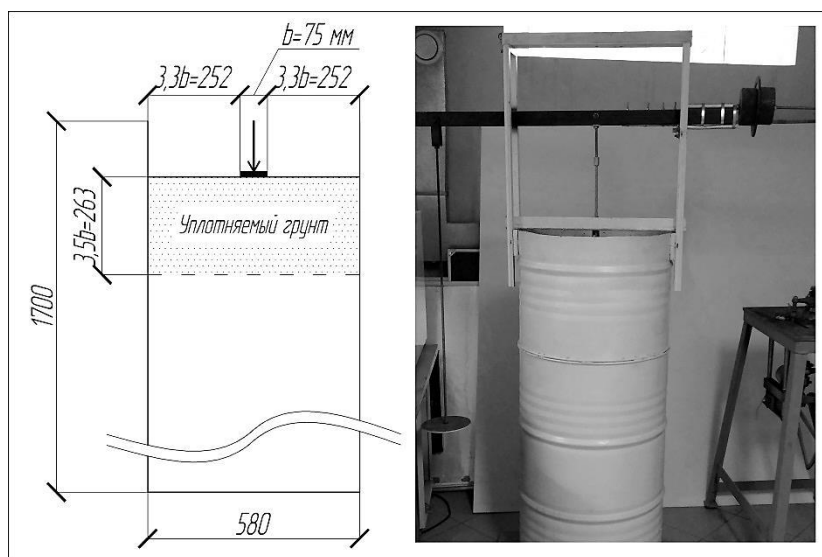 b=75 мм
3,3b=252
3,3b=252
3,5b=263
Уплотняемый грунт
1700
580